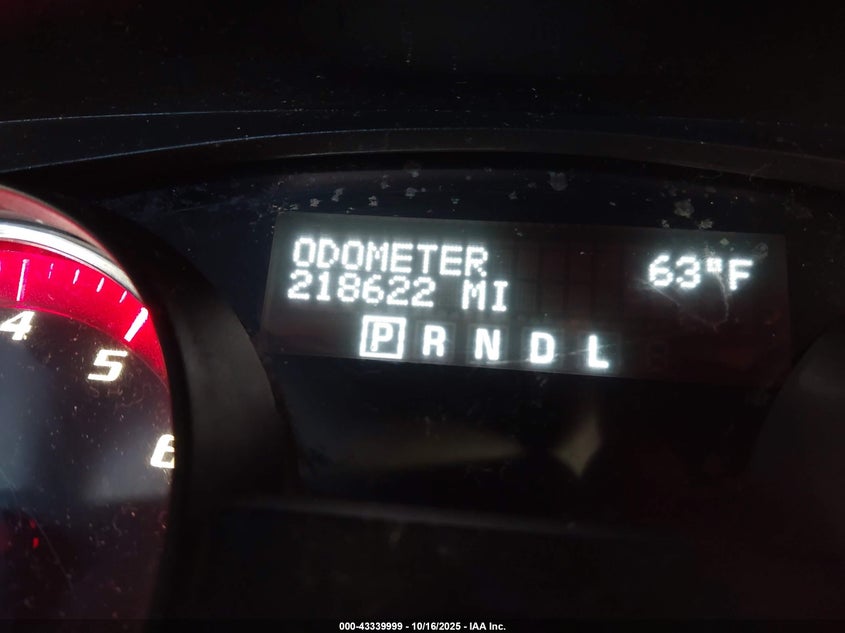 ODOMETER
218622 MI
63°F
P R N D L
4
5
6
000-43339999 - 10/16/2025 - IAA Inc.